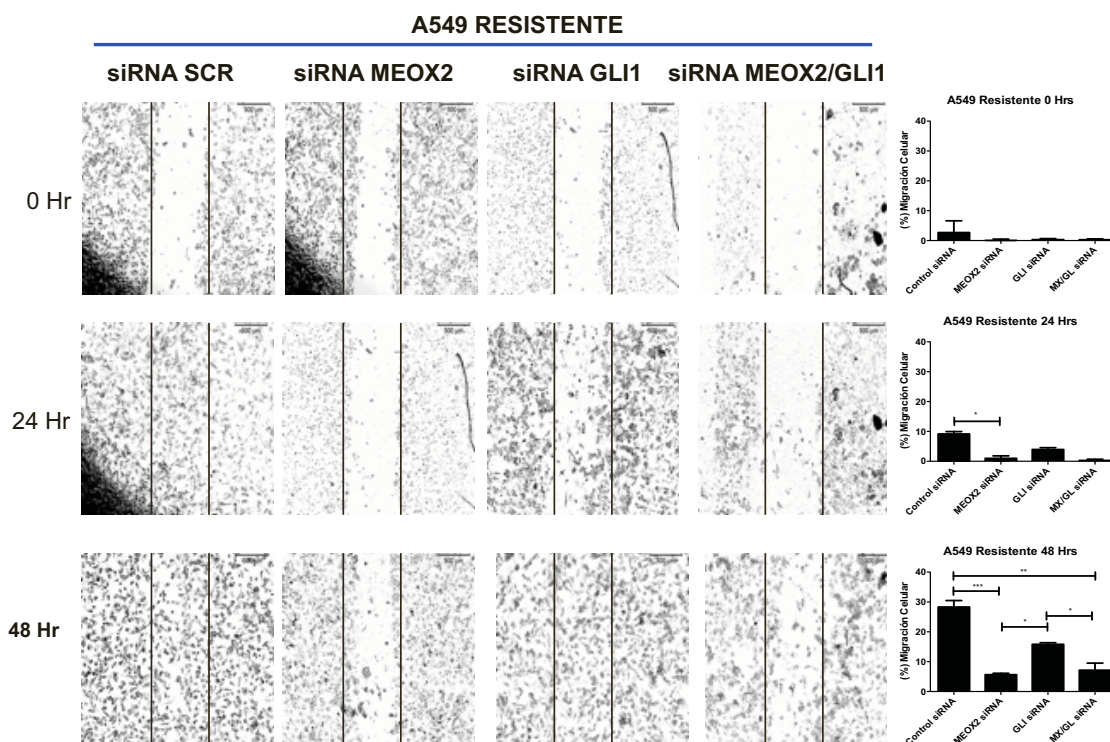 A549 RESISTENTE
siRNA SCR
siRNA MEOX2
siRNA GLI1
siRNA MEOX2/GLI1
0 Hr
A549 Resistente 0 Hrs
(%) Migración Celular
40
30
20
10
0
Control siRNA
MEOX2 siRNA
GLI siRNA
MX/GL siRNA
24 Hr
A549 Resistente 24 Hrs
(%) Migración Celular
40
30
20
10
0
*
Control siRNA
MEOX2 siRNA
GLI siRNA
MX/GL siRNA
48 Hr
A549 Resistente 48 Hrs
(%) Migración Celular
40
30
20
10
0
**
***
*
*
Control siRNA
MEOX2 siRNA
GLI siRNA
MX/GL siRNA